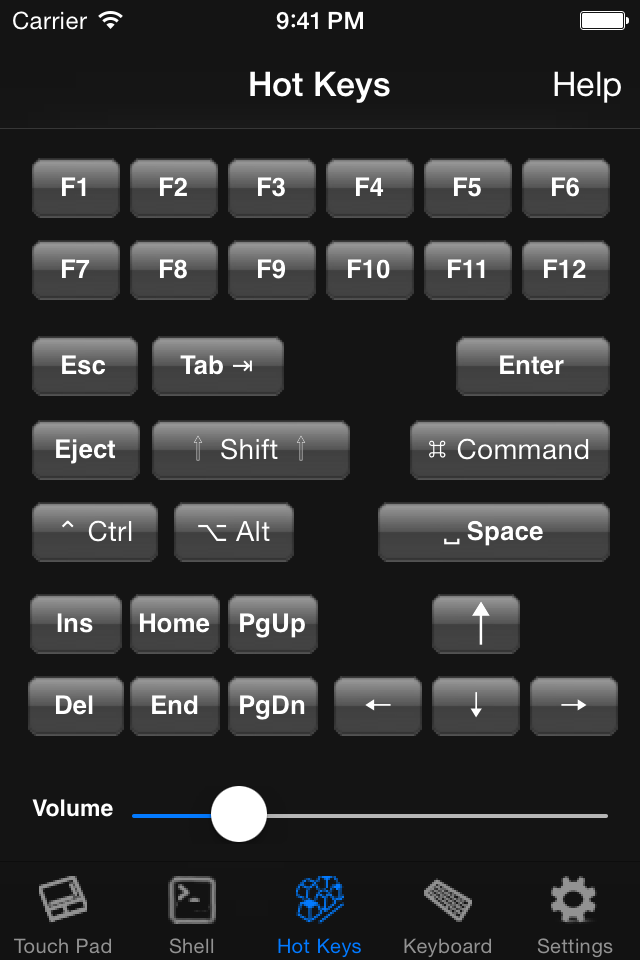 Carrier 9:41 PM
Hot Keys Help
F1 F2 F3 F4 F5 F6
F7 F8 F9 F10 F11 F12
Esc Tab ⇥ Enter
Eject ⇧ Shift ⇧ ⌘ Command
⌃ Ctrl ⌥ Alt ␣ Space
Ins Home PgUp ↑
Del End PgDn ← ↓ →
Volume
Touch Pad Shell Hot Keys Keyboard Settings